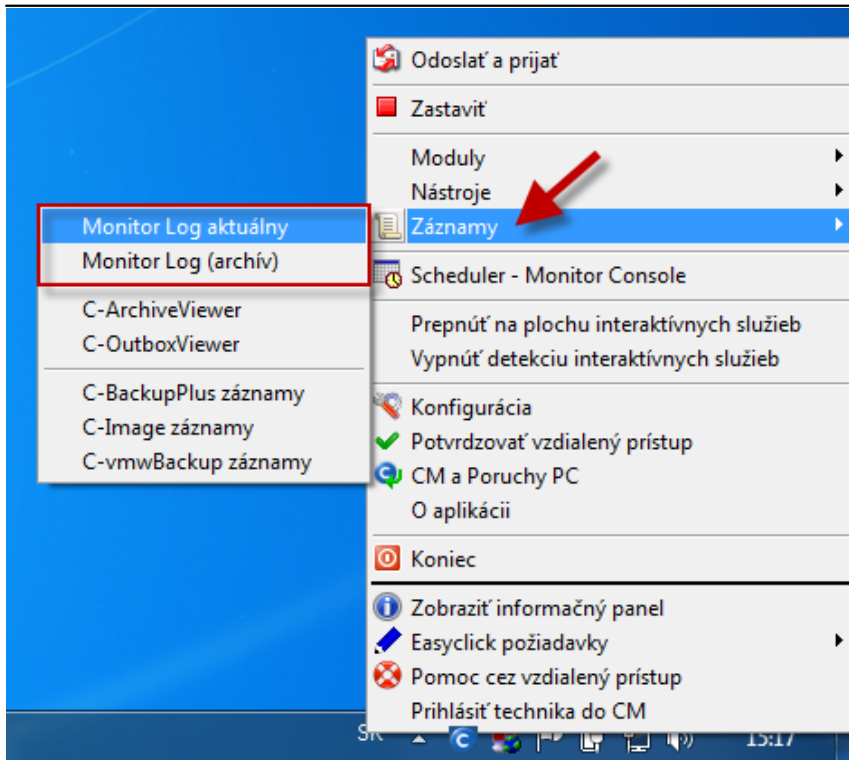 Odoslať a prijať
Zastaviť
Moduly
Nástroje
Záznamy
Scheduler - Monitor Console
Prepnúť na plochu interaktívnych služieb
Vypnúť detekciu interaktívnych služieb
Konfigurácia
Potvrdzovať vzdialený prístup
CM a Poruchy PC
O aplikácii
Koniec
Zobraziť informačný panel
Easyclick požiadavky
Pomoc cez vzdialený prístup
Prihlásiť technika do CM
Monitor Log aktuálny
Monitor Log (archív)
C-ArchiveViewer
C-OutboxViewer
C-BackupPlus záznamy
C-Image záznamy
C-vmwBackup záznamy
SK
15:17